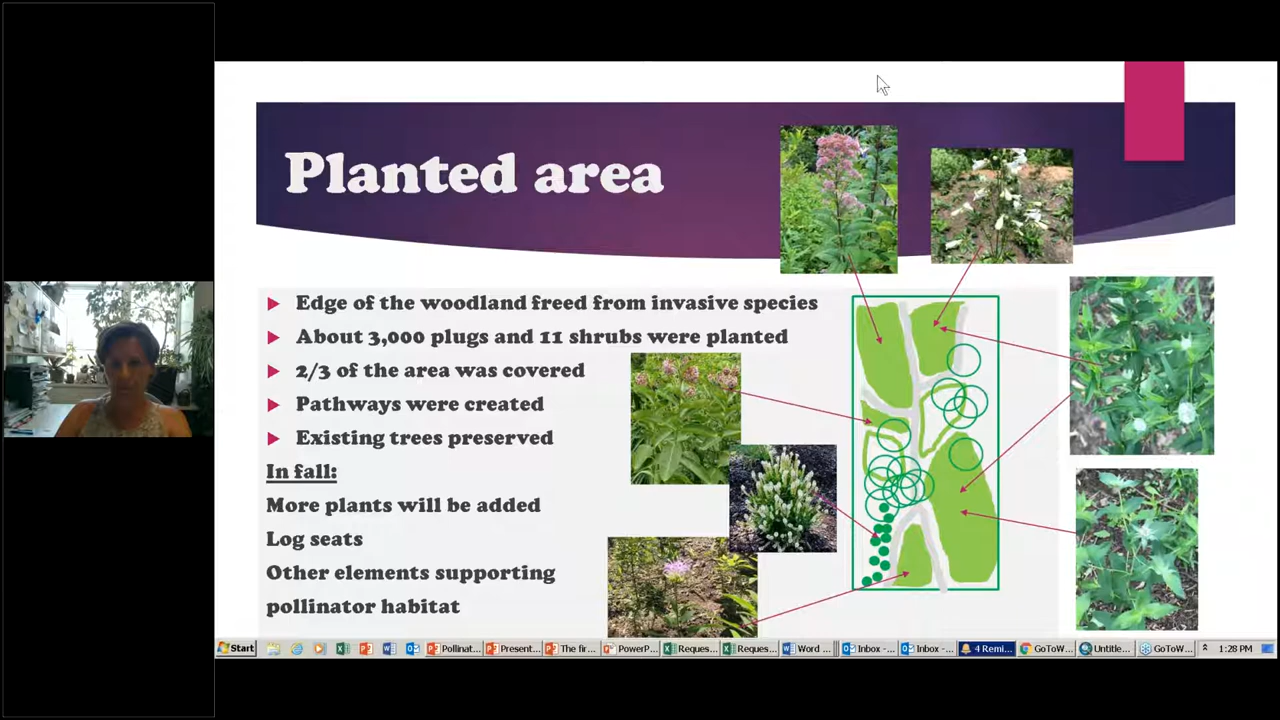 Planted area
Edge of the woodland freed from invasive species
About 3,000 plugs and 11 shrubs were planted
2/3 of the area was covered
Pathways were created
Existing trees preserved
In fall:
More plants will be added
Log seats
Other elements supporting
pollinator habitat
Start Pollinat... Present... The fir... PowerP... Reques... Reques... Word ... Inbox -... Inbox -... 4 Remi... GoToW... Untitle... GoToW... 1:28 PM